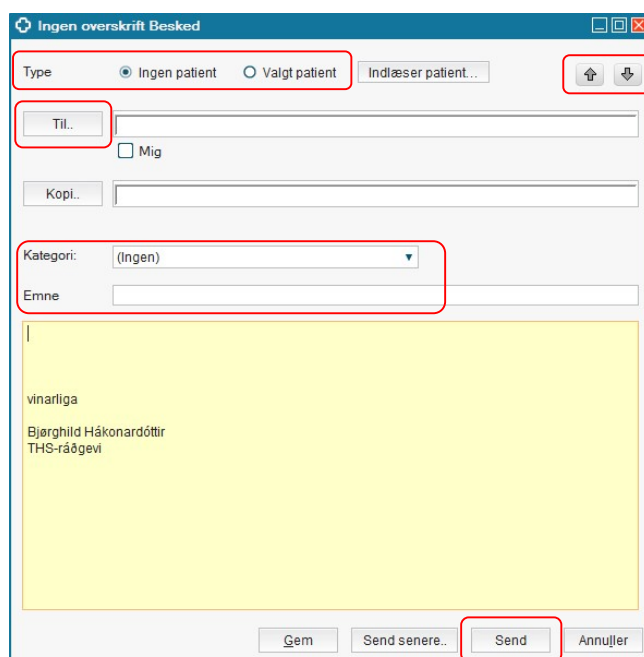 Ingen overskrift Besked
Type Ingen patient Valgt patient Indlæser patient...
Til..
Mig
Kopi..
Kategori: (Ingen)
Emne
vinarliga
Bjørghild Hákonardóttir
THS-ráðgevi
Gem Send senere.. Send Annuller